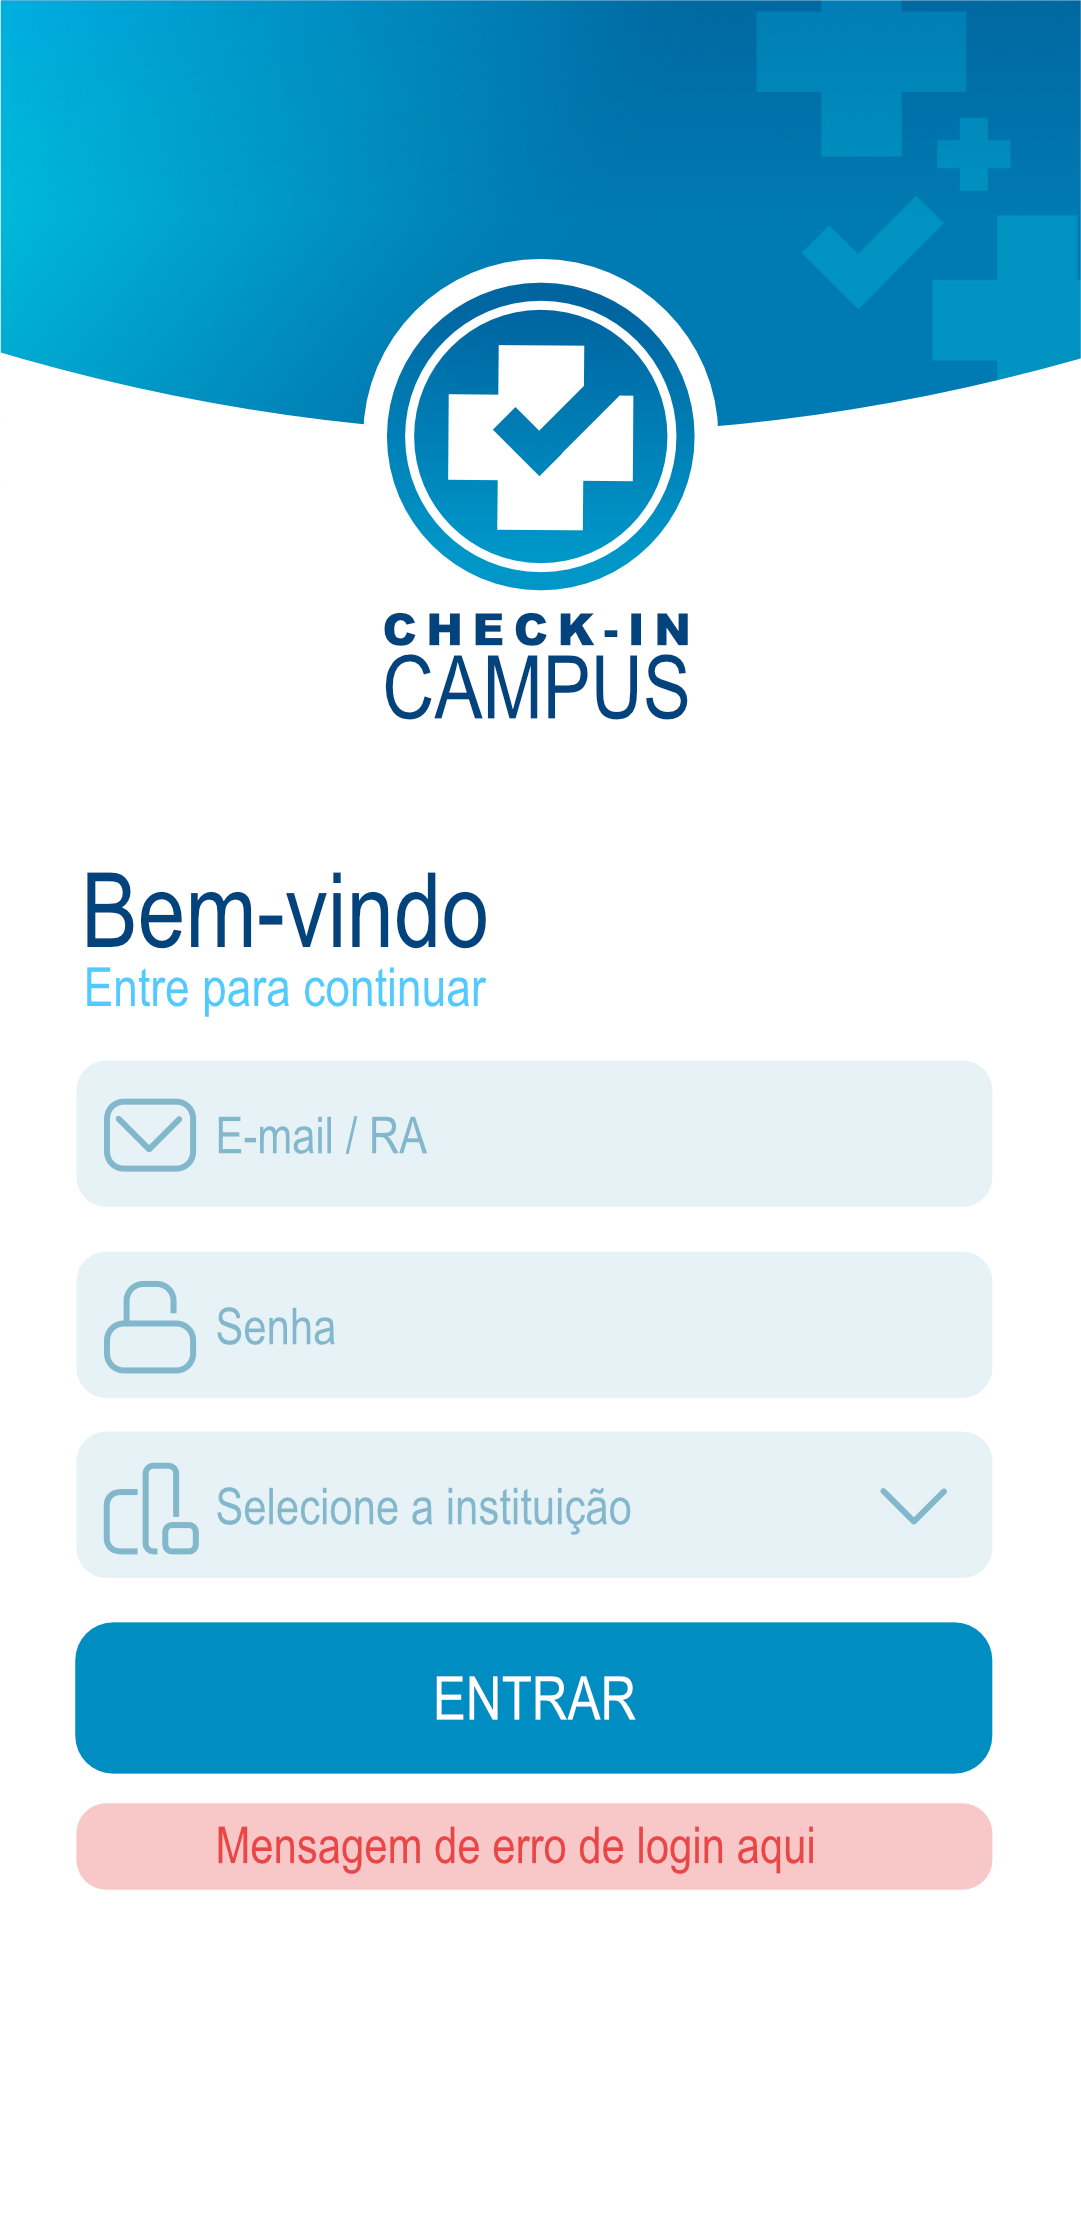 CHECK-IN
CAMPUS
Bem-vindo
Entre para continuar
E-mail / RA
Senha
Selecione a instituição
ENTRAR
Mensagem de erro de login aqui